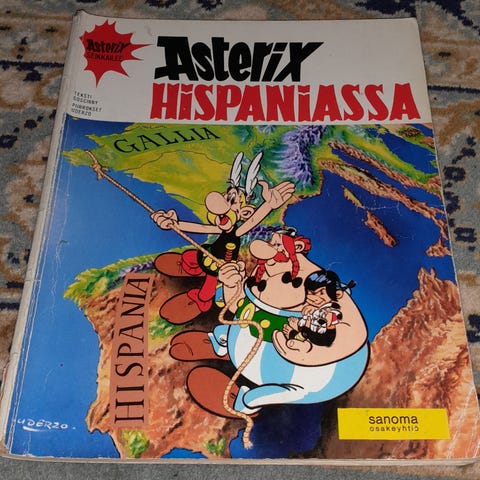 Asterix
SEIKKAILEE
TEKSTI
GOSCINNY
PIIRROKSET
UDERZO
Asterix
HISPANIASSA
GALLIA
HISPANIA
UDERZO.
sanoma
osakeyhtiö